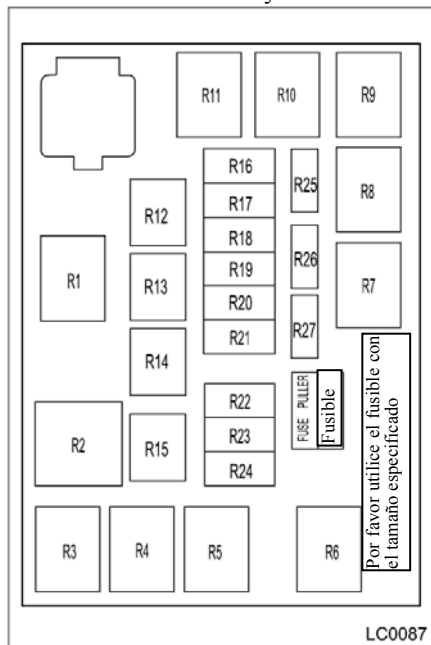 y
R11
R10
R9
R16
R25
R8
R12
R17
R18
R1
R13
R19
R26
R7
R20
R21
R27
R14
FUSE PULLER
Fusible
Por favor utilice el fusible con
el tamaño especificado
R22
R2
R15
R23
R24
R3
R4
R5
R6
LC0087